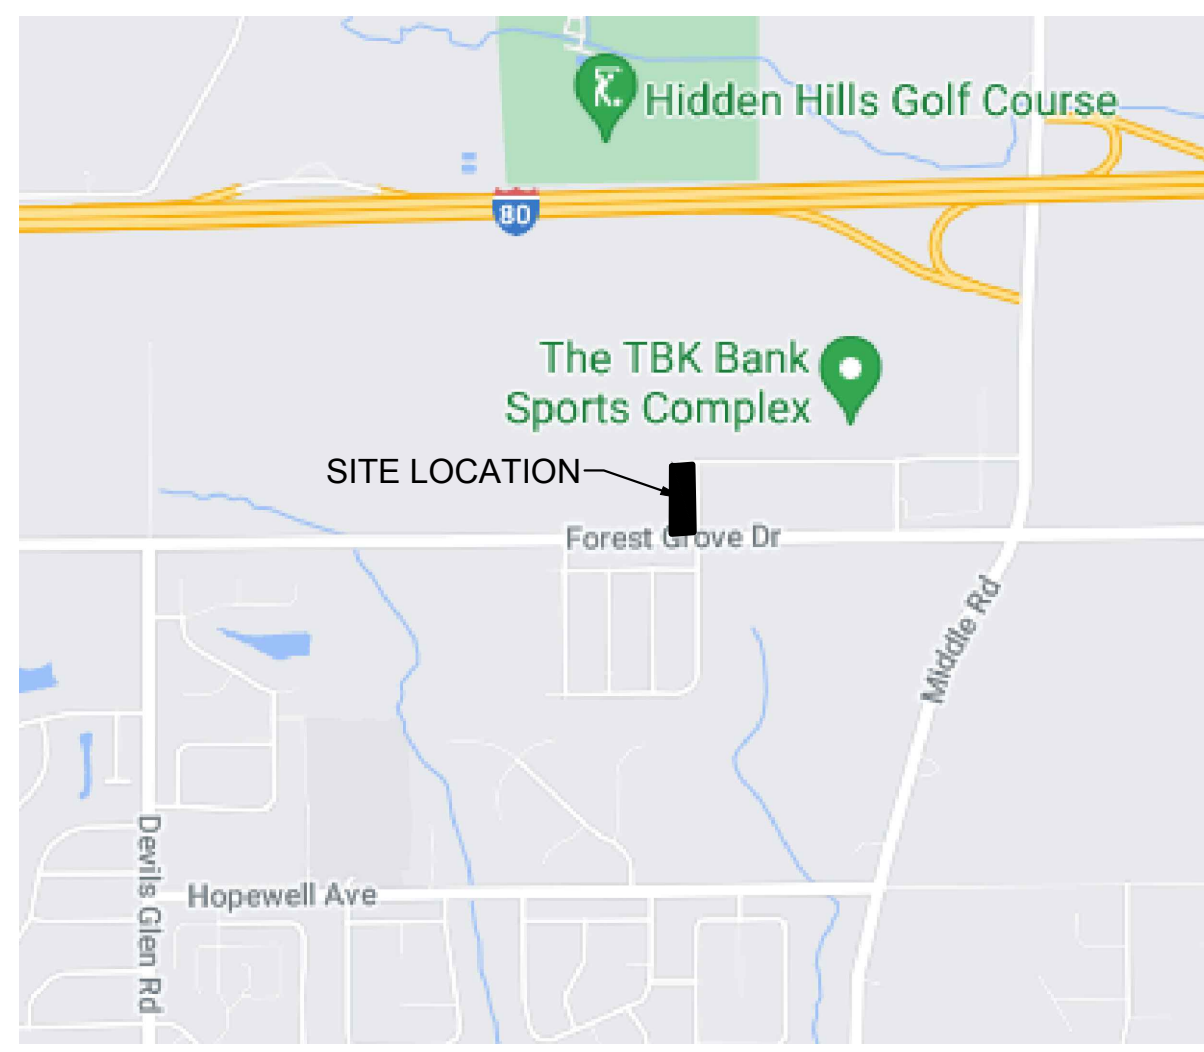 Hidden Hills Golf Course
80
The TBK Bank
Sports Complex
SITE LOCATION
Forest Grove Dr
Middle Rd
Devils Glen Rd
Hopewell Ave